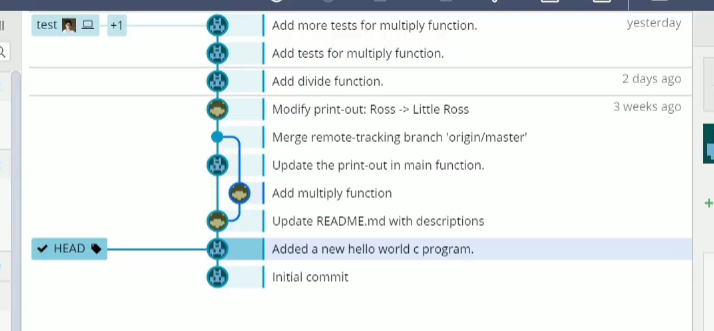 test +1 Add more tests for multiply function. yesterday
Add tests for multiply function.
Add divide function. 2 days ago
Modify print-out: Ross -> Little Ross 3 weeks ago
Merge remote-tracking branch 'origin/master'
Update the print-out in main function.
Add multiply function
Update README.md with descriptions
HEAD Added a new hello world c program.
Initial commit